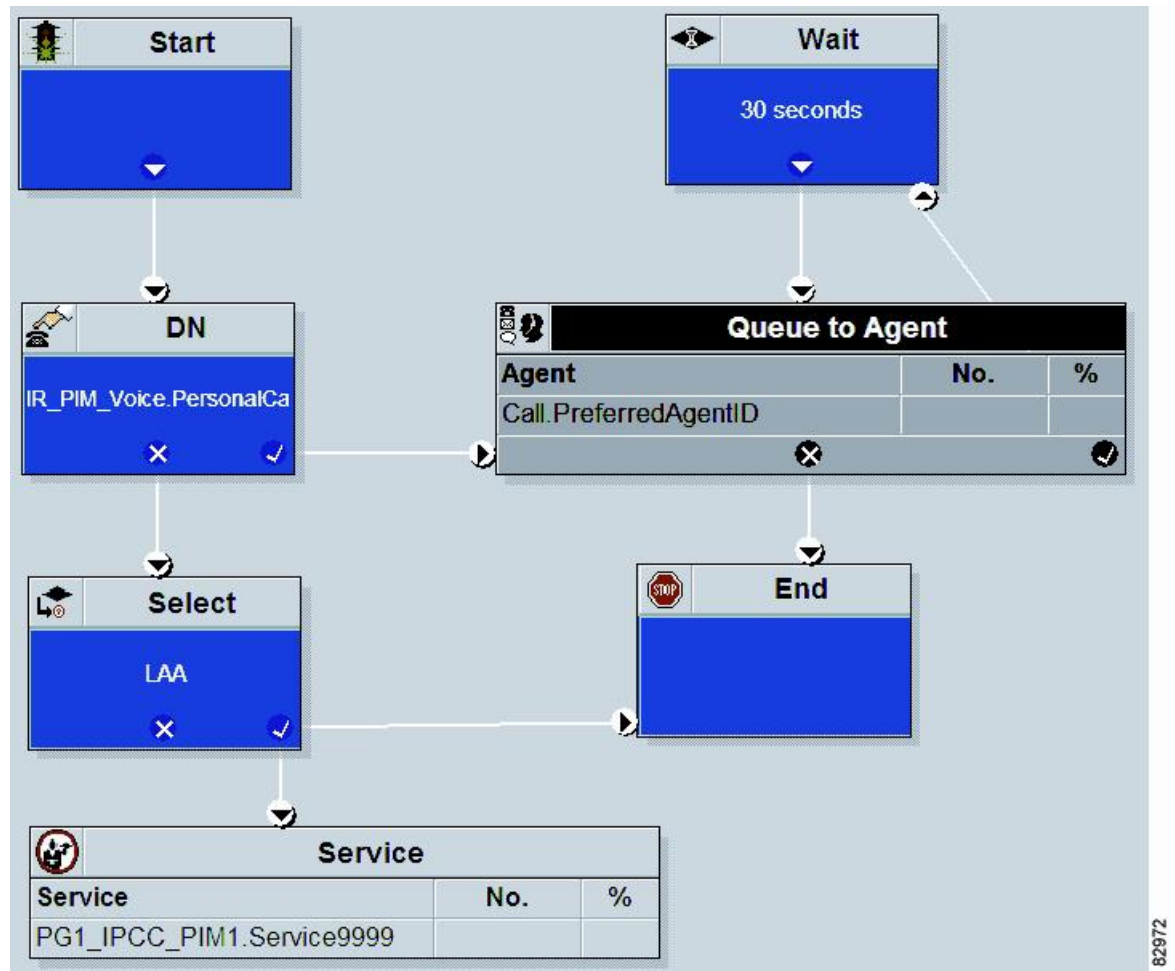 Start
Wait
30 seconds
DN
IR_PIM_Voice.PersonalCa
Queue to Agent
Agent No. %
Call.PreferredAgentID
Select
LAA
STOP
End
Service
Service No. %
PG1_IPCC_PIM1.Service9999
82972